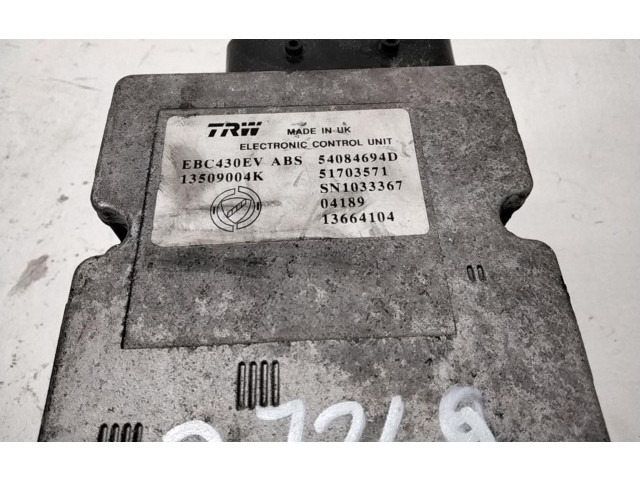 TRW MADE IN UK
ELECTRONIC CONTROL UNIT
EBC430EV ABS 54084694D
13509004K 51703571
SN1033367
04189
13664104